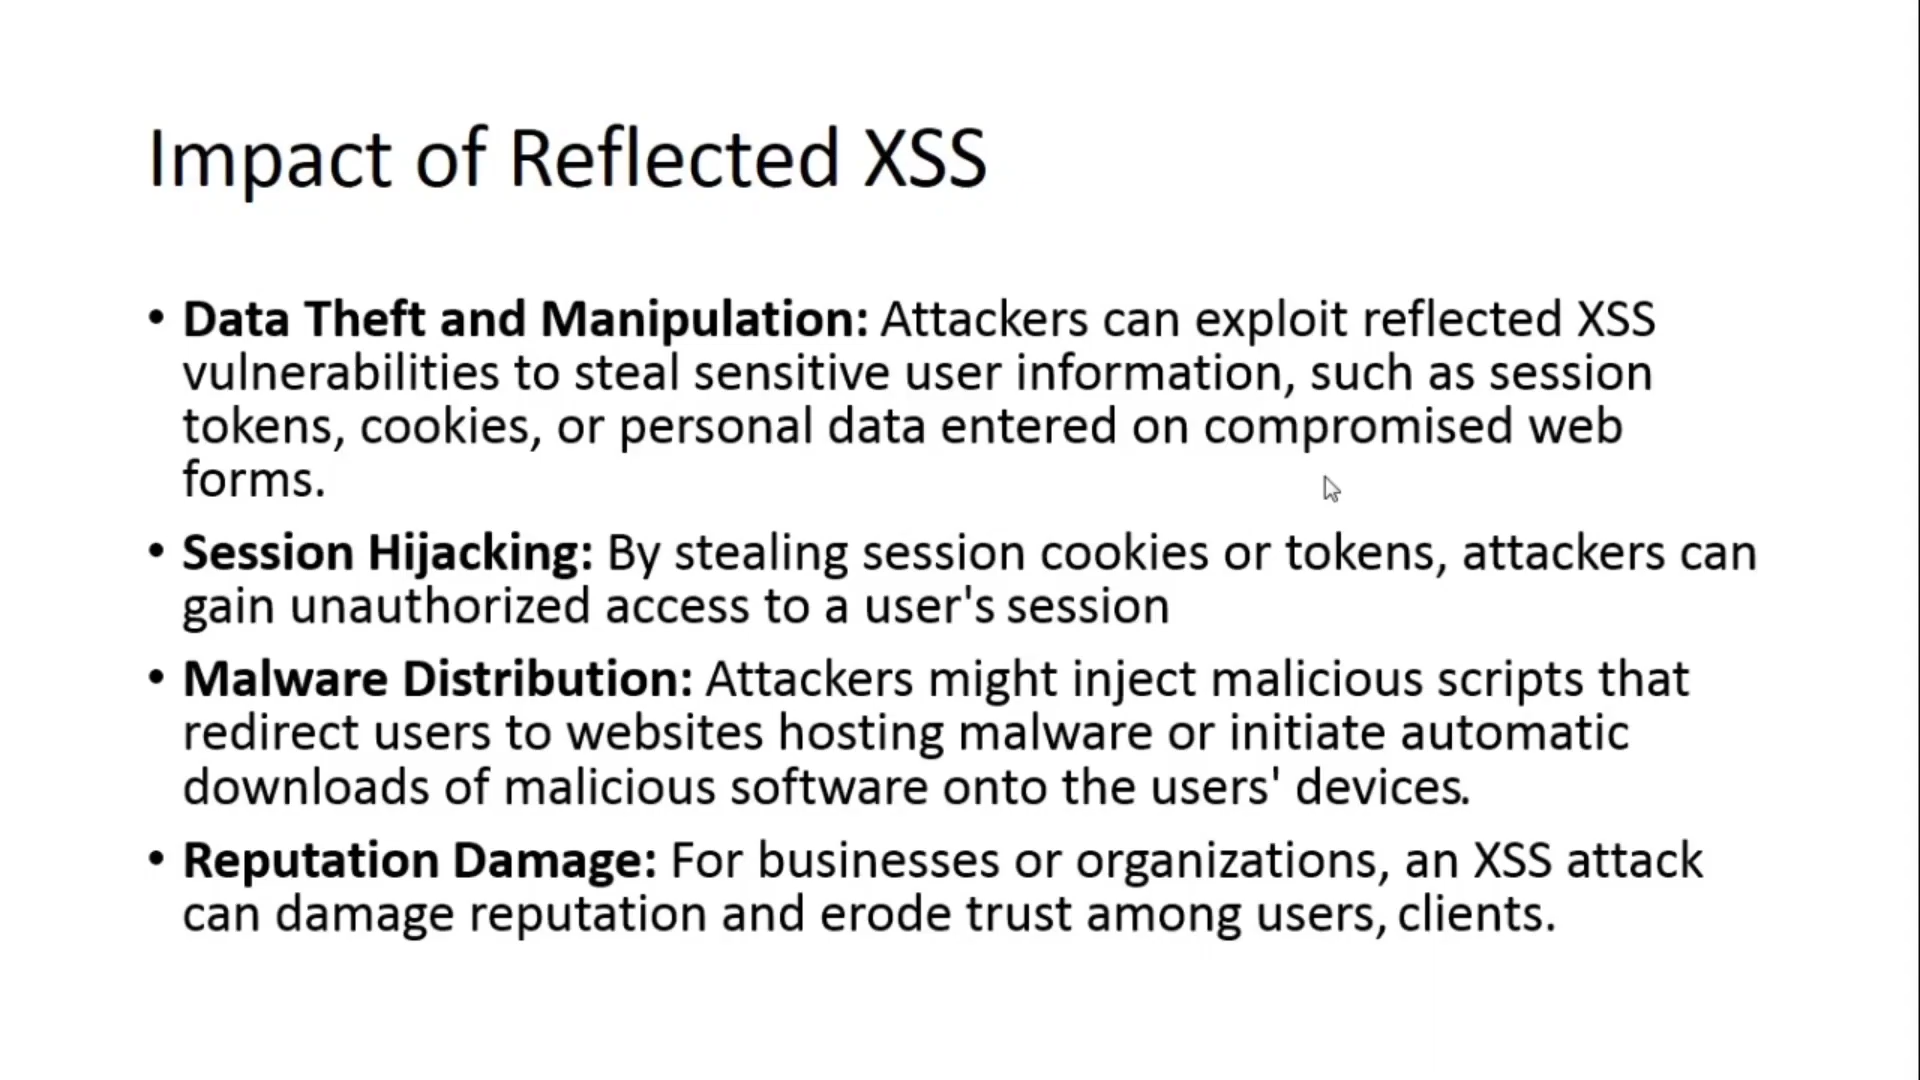 Impact of Reflected XSS
• Data Theft and Manipulation: Attackers can exploit reflected XSS
vulnerabilities to steal sensitive user information, such as session
tokens, cookies, or personal data entered on compromised web
forms.
• Session Hijacking: By stealing session cookies or tokens, attackers can
gain unauthorized access to a user's session
• Malware Distribution: Attackers might inject malicious scripts that
redirect users to websites hosting malware or initiate automatic
downloads of malicious software onto the users' devices.
• Reputation Damage: For businesses or organizations, an XSS attack
can damage reputation and erode trust among users, clients.